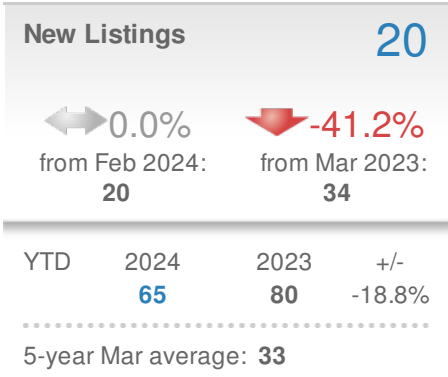 New Listings 20
0.0% -41.2%
from Feb 2024: from Mar 2023:
20 34
YTD 2024 2023 +/-
65 80 -18.8%
5-year Mar average: 33